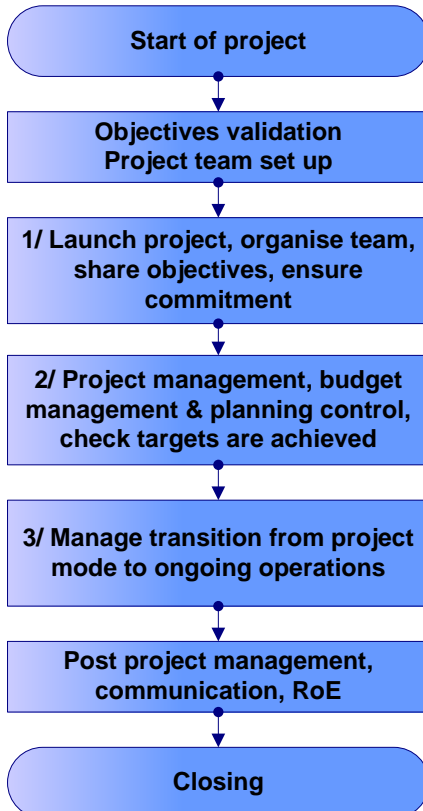 Start of project
Objectives validation
Project team set up
1/ Launch project, organise team,
share objectives, ensure
commitment
2/ Project management, budget
management & planning control,
check targets are achieved
3/ Manage transition from project
mode to ongoing operations
Post project management,
communication, RoE
Closing